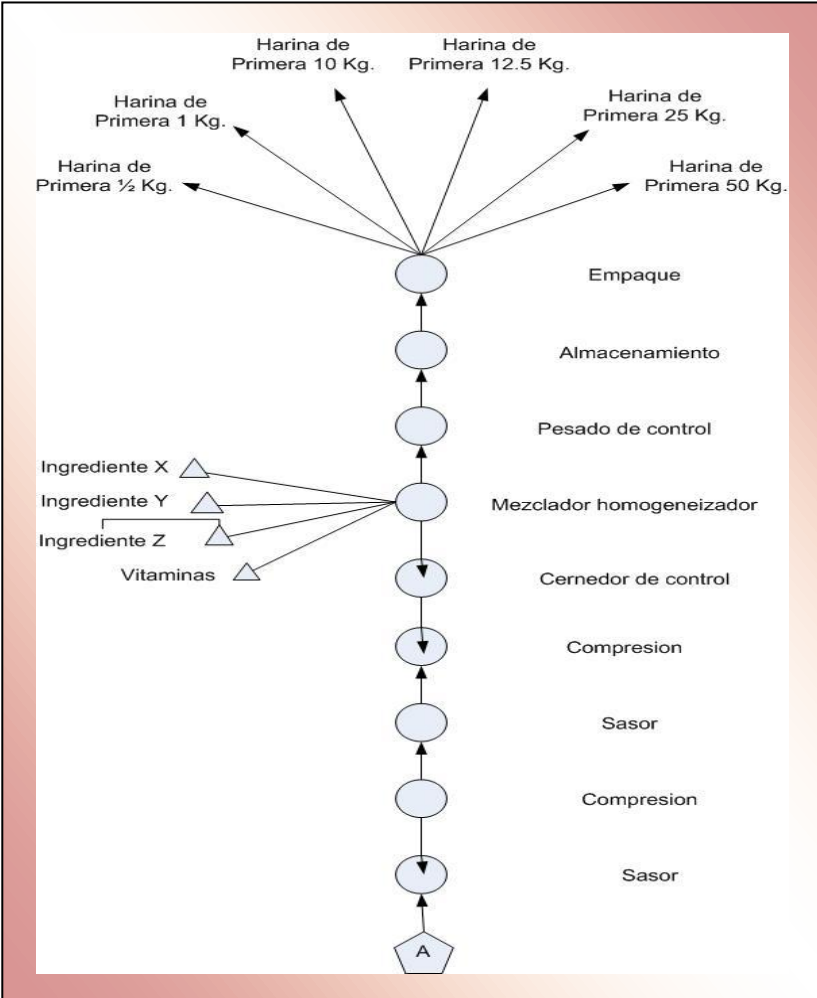 Harina de
Primera 10 Kg.
Harina de
Primera 12.5 Kg.
Harina de
Primera 1 Kg.
Harina de
Primera 25 Kg.
Harina de
Primera ½ Kg.
Harina de
Primera 50 Kg.
Empaque
Almacenamiento
Pesado de control
Ingrediente X
Ingrediente Y
Mezclador homogeneizador
Ingrediente Z
Vitaminas
Cernedor de control
Compresion
Sasor
Compresion
Sasor
A